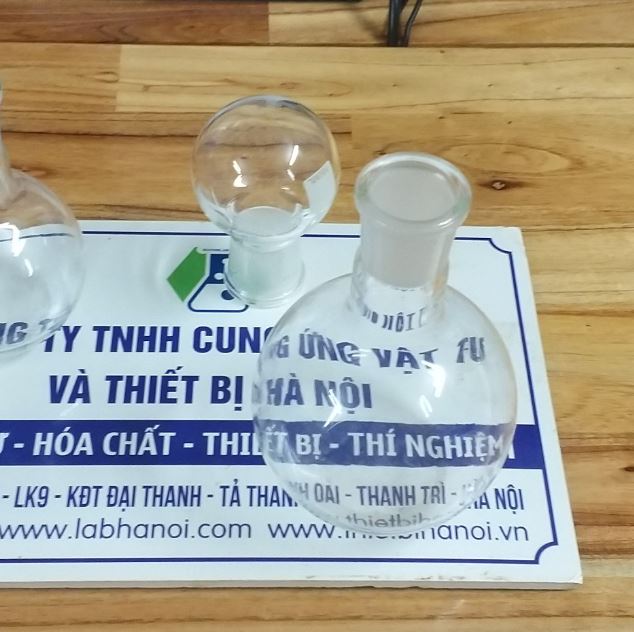 TY TNHH CUNG ỨNG VẬT TƯ
VÀ THIẾT BỊ HÀ NỘI
- HÓA CHẤT - THIẾT BỊ - THÍ NGHIỆM
- LK9 - KĐT ĐẠI THANH - TẢ THANH OAI - THANH TRÌ - HÀ NỘI
www.labhanoi.com www.thietbihanoi.vn